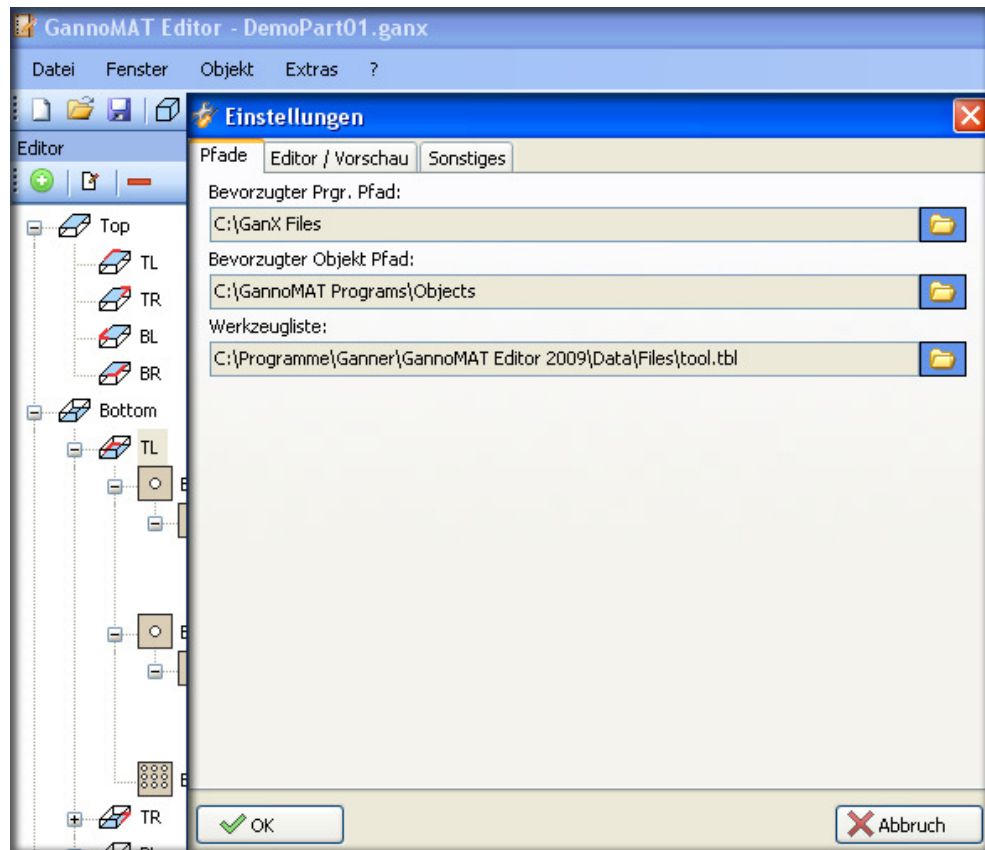 GannoMAT Editor - DemoPart01.ganx
Datei Fenster Objekt Extras ?
Einstellungen
Editor
Pfade Editor / Vorschau Sonstiges
Bevorzugter Prgr. Pfad:
C:\GanX Files
Bevorzugter Objekt Pfad:
C:\GannoMAT Programs\Objects
Werkzeugliste:
C:\Programme\Ganner\GannoMAT Editor 2009\Data\Files\tool.tbl
Top
TL
TR
BL
BR
Bottom
TL
TR
OK Abbruch